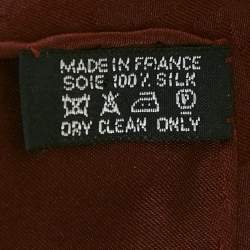 MADE IN FRANCE
SOIE 100% SILK
P
DRY CLEAN ONLY